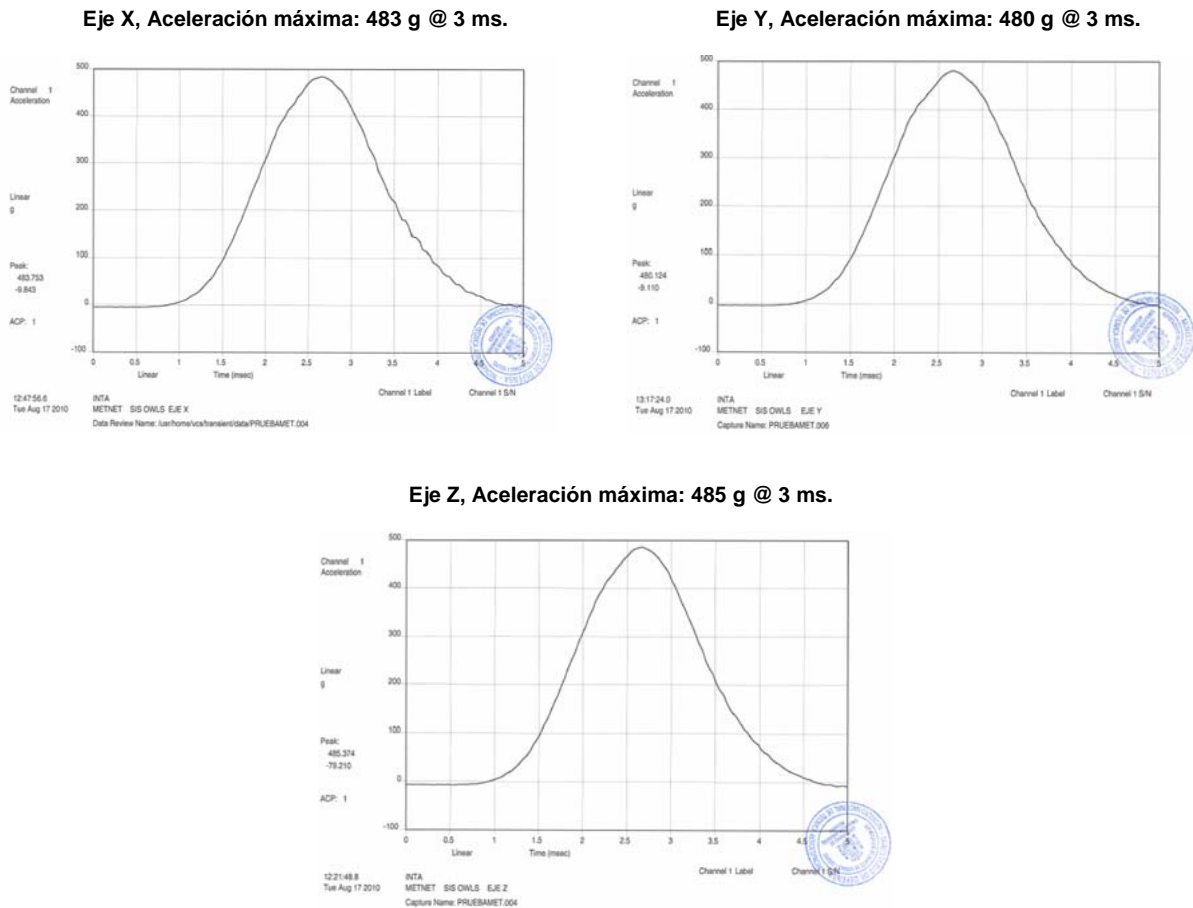 Eje X, Aceleración máxima: 483 g @ 3 ms.
Channel 1
Acceleration
500
400
300
Linear
g
200
100
Peak:
483.753
-9.843
0
ACP: 1
-100
0 0.5 1 1.5 2 2.5 3 3.5 4 4.5 5
Linear Time (msec)
Channel 1 Label Channel 1 S/N
12:47:56.6 INTA
Tue Aug 17 2010 METNET SIS OWLS EJE X
Data Review Name: /usr/home/vcs/transient/data/PRUEBAMET.004
Eje Y, Aceleración máxima: 480 g @ 3 ms.
Channel 1
Acceleration
500
400
300
Linear
g
200
100
Peak:
480.124
-9.110
0
ACP: 1
-100
0 0.5 1 1.5 2 2.5 3 3.5 4 4.5 5
Linear Time (msec)
Channel 1 Label Channel 1 S/N
13:17:24.0 INTA
Tue Aug 17 2010 METNET SIS OWLS EJE Y
Capture Name: PRUEBAMET.006
Eje Z, Aceleración máxima: 485 g @ 3 ms.
Channel 1
Acceleration
500
400
300
Linear
g
200
100
Peak:
485.374
-79.210
0
ACP: 1
-100
0 0.5 1 1.5 2 2.5 3 3.5 4 4.5 5
Linear Time (msec)
Channel 1 Label Channel 1 S/N
12:21:48.8 INTA
Tue Aug 17 2010 METNET SIS OWLS EJE Z
Capture Name: PRUEBAMET.004